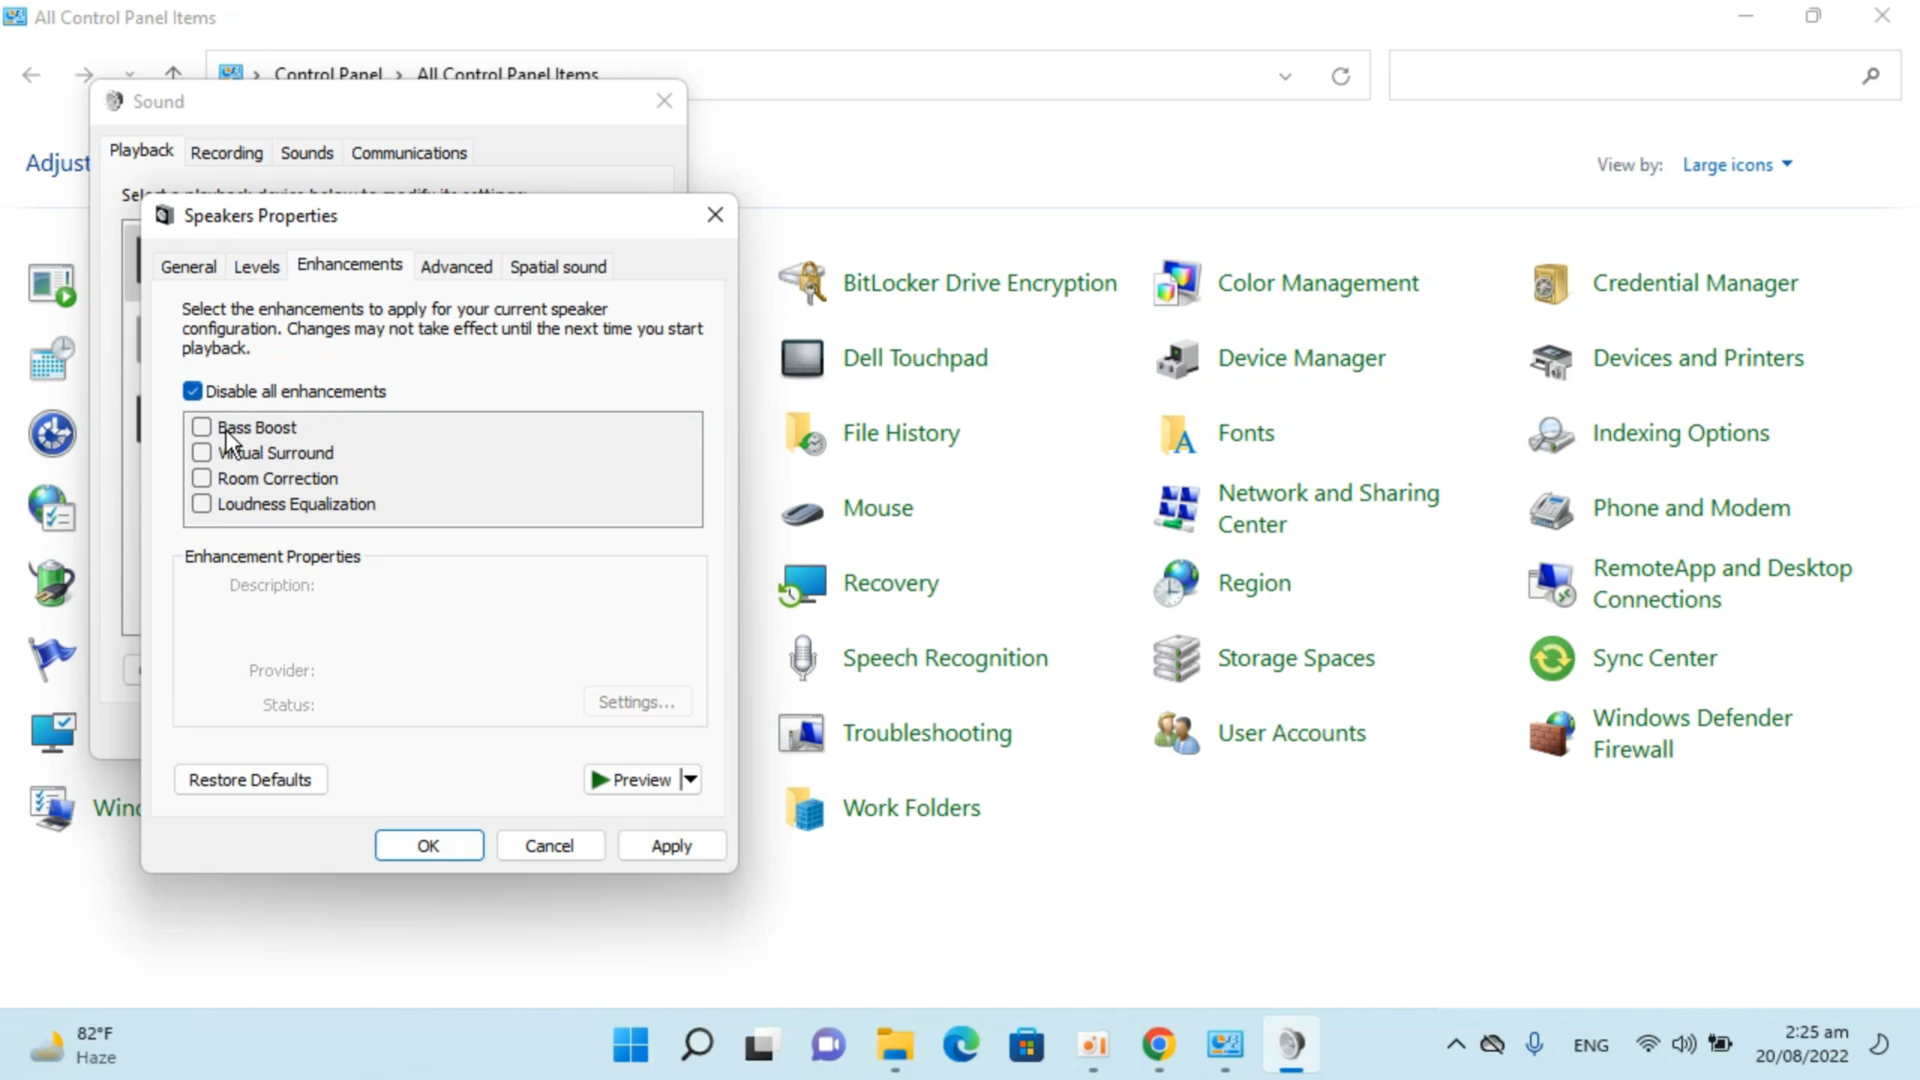 All Control Panel Items
Control Panel > All Control Panel Items
Sound
Playback Recording Sounds Communications
Adjust
View by: Large icons
Select a playback device below to modify its settings:
Speakers Properties
General Levels Enhancements Advanced Spatial sound
Select the enhancements to apply for your current speaker
configuration. Changes may not take effect until the next time you start
playback.
Disable all enhancements
Bass Boost
Virtual Surround
Room Correction
Loudness Equalization
Enhancement Properties
Description:
Provider:
Status:
Settings...
Restore Defaults
Preview
OK Cancel Apply
BitLocker Drive Encryption
Color Management
Credential Manager
Dell Touchpad
Device Manager
Devices and Printers
File History
Fonts
Indexing Options
Mouse
Network and Sharing
Center
Phone and Modem
Recovery
Region
RemoteApp and Desktop
Connections
Speech Recognition
Storage Spaces
Sync Center
Troubleshooting
User Accounts
Windows Defender
Firewall
Wind
Work Folders
82°F
Haze
ENG
2:25 am
20/08/2022